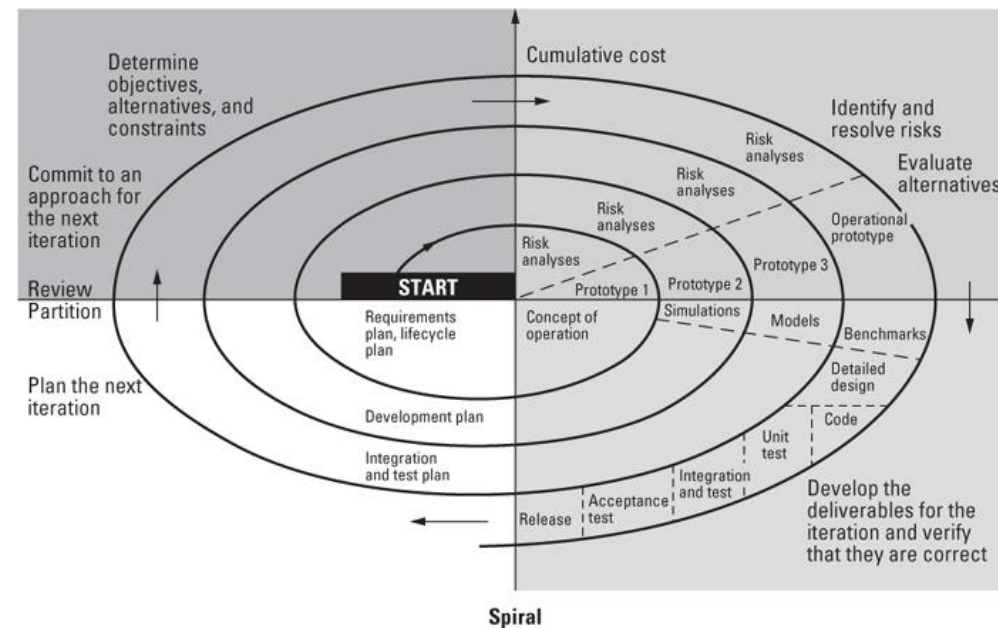 Determine
objectives,
alternatives, and
constraints
Cumulative cost
Identify and
resolve risks
Evaluate
alternatives
Commit to an
approach for
the next
iteration
Risk
analyses
Risk
analyses
Risk
analyses
Risk
analyses
Operational
prototype
Prototype 3
Prototype 2
Prototype 1
START
Review
Partition
Requirements
plan, lifecycle
plan
Concept of
operation
Simulations
Models
Benchmarks
Plan the next
iteration
Development plan
Integration
and test plan
Detailed
design
Code
Unit
test
Integration
and test
Acceptance
test
Release
Develop the
deliverables for the
iteration and verify
that they are correct
Spiral